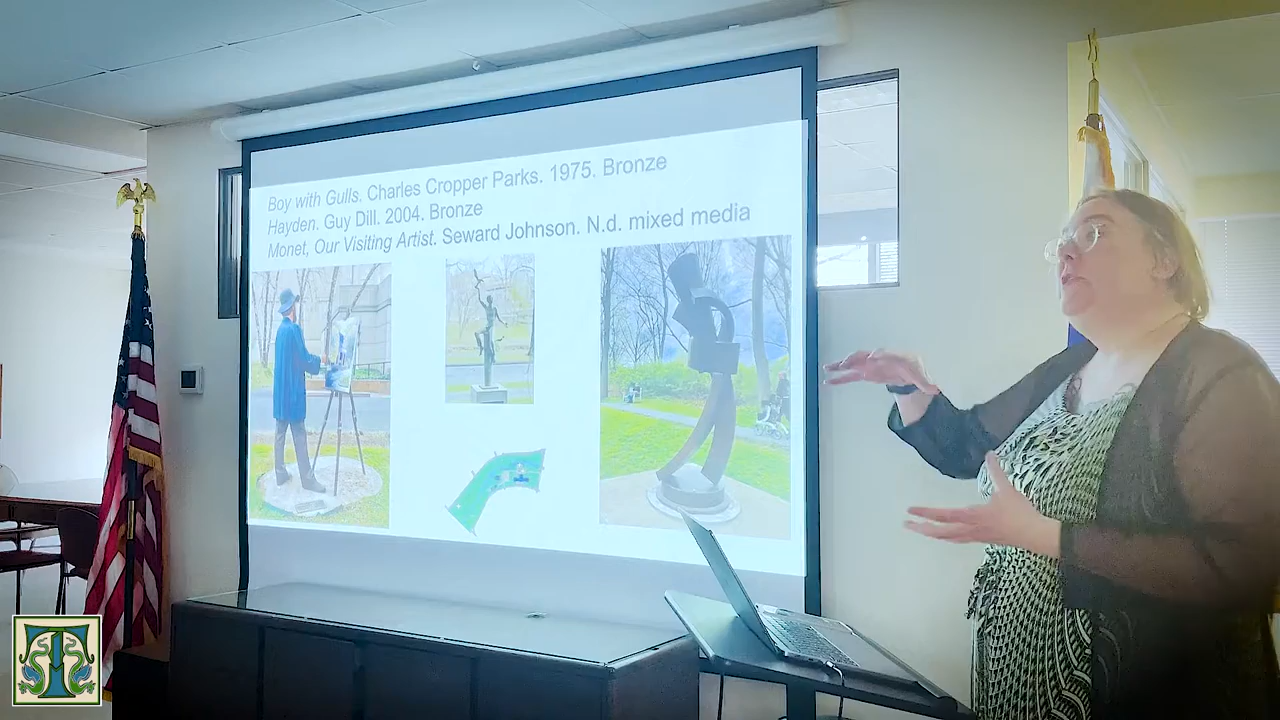 Boy with Gulls. Charles Cropper Parks. 1975. Bronze
Hayden. Guy Dill. 2004. Bronze
Monet, Our Visiting Artist. Seward Johnson. N.d. mixed media
T